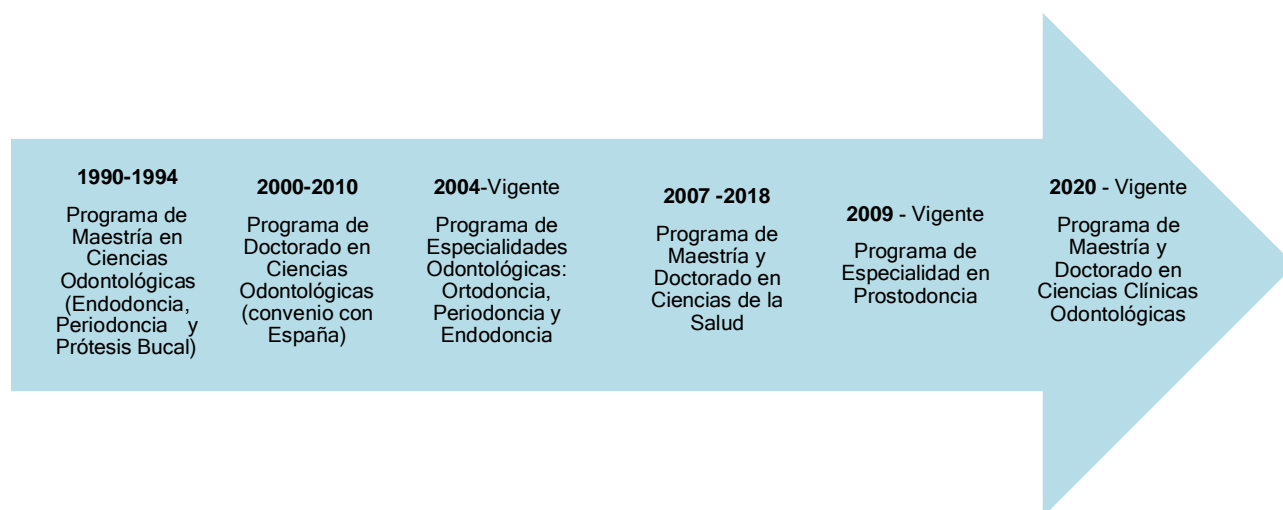 1990-1994
Programa de
Maestría en
Ciencias
Odontológicas
(Endodoncia,
Periodoncia y
Prótesis Bucal)
2000-2010
Programa de
Doctorado en
Ciencias
Odontológicas
(convenio con
España)
2004-Vigente
Programa de
Especialidades
Odontológicas:
Ortodoncia,
Periodoncia y
Endodoncia
2007 -2018
Programa de
Maestría y
Doctorado en
Ciencias de la
Salud
2009 - Vigente
Programa de
Especialidad en
Prostodoncia
2020 - Vigente
Programa de
Maestría y
Doctorado en
Ciencias Clínicas
Odontológicas